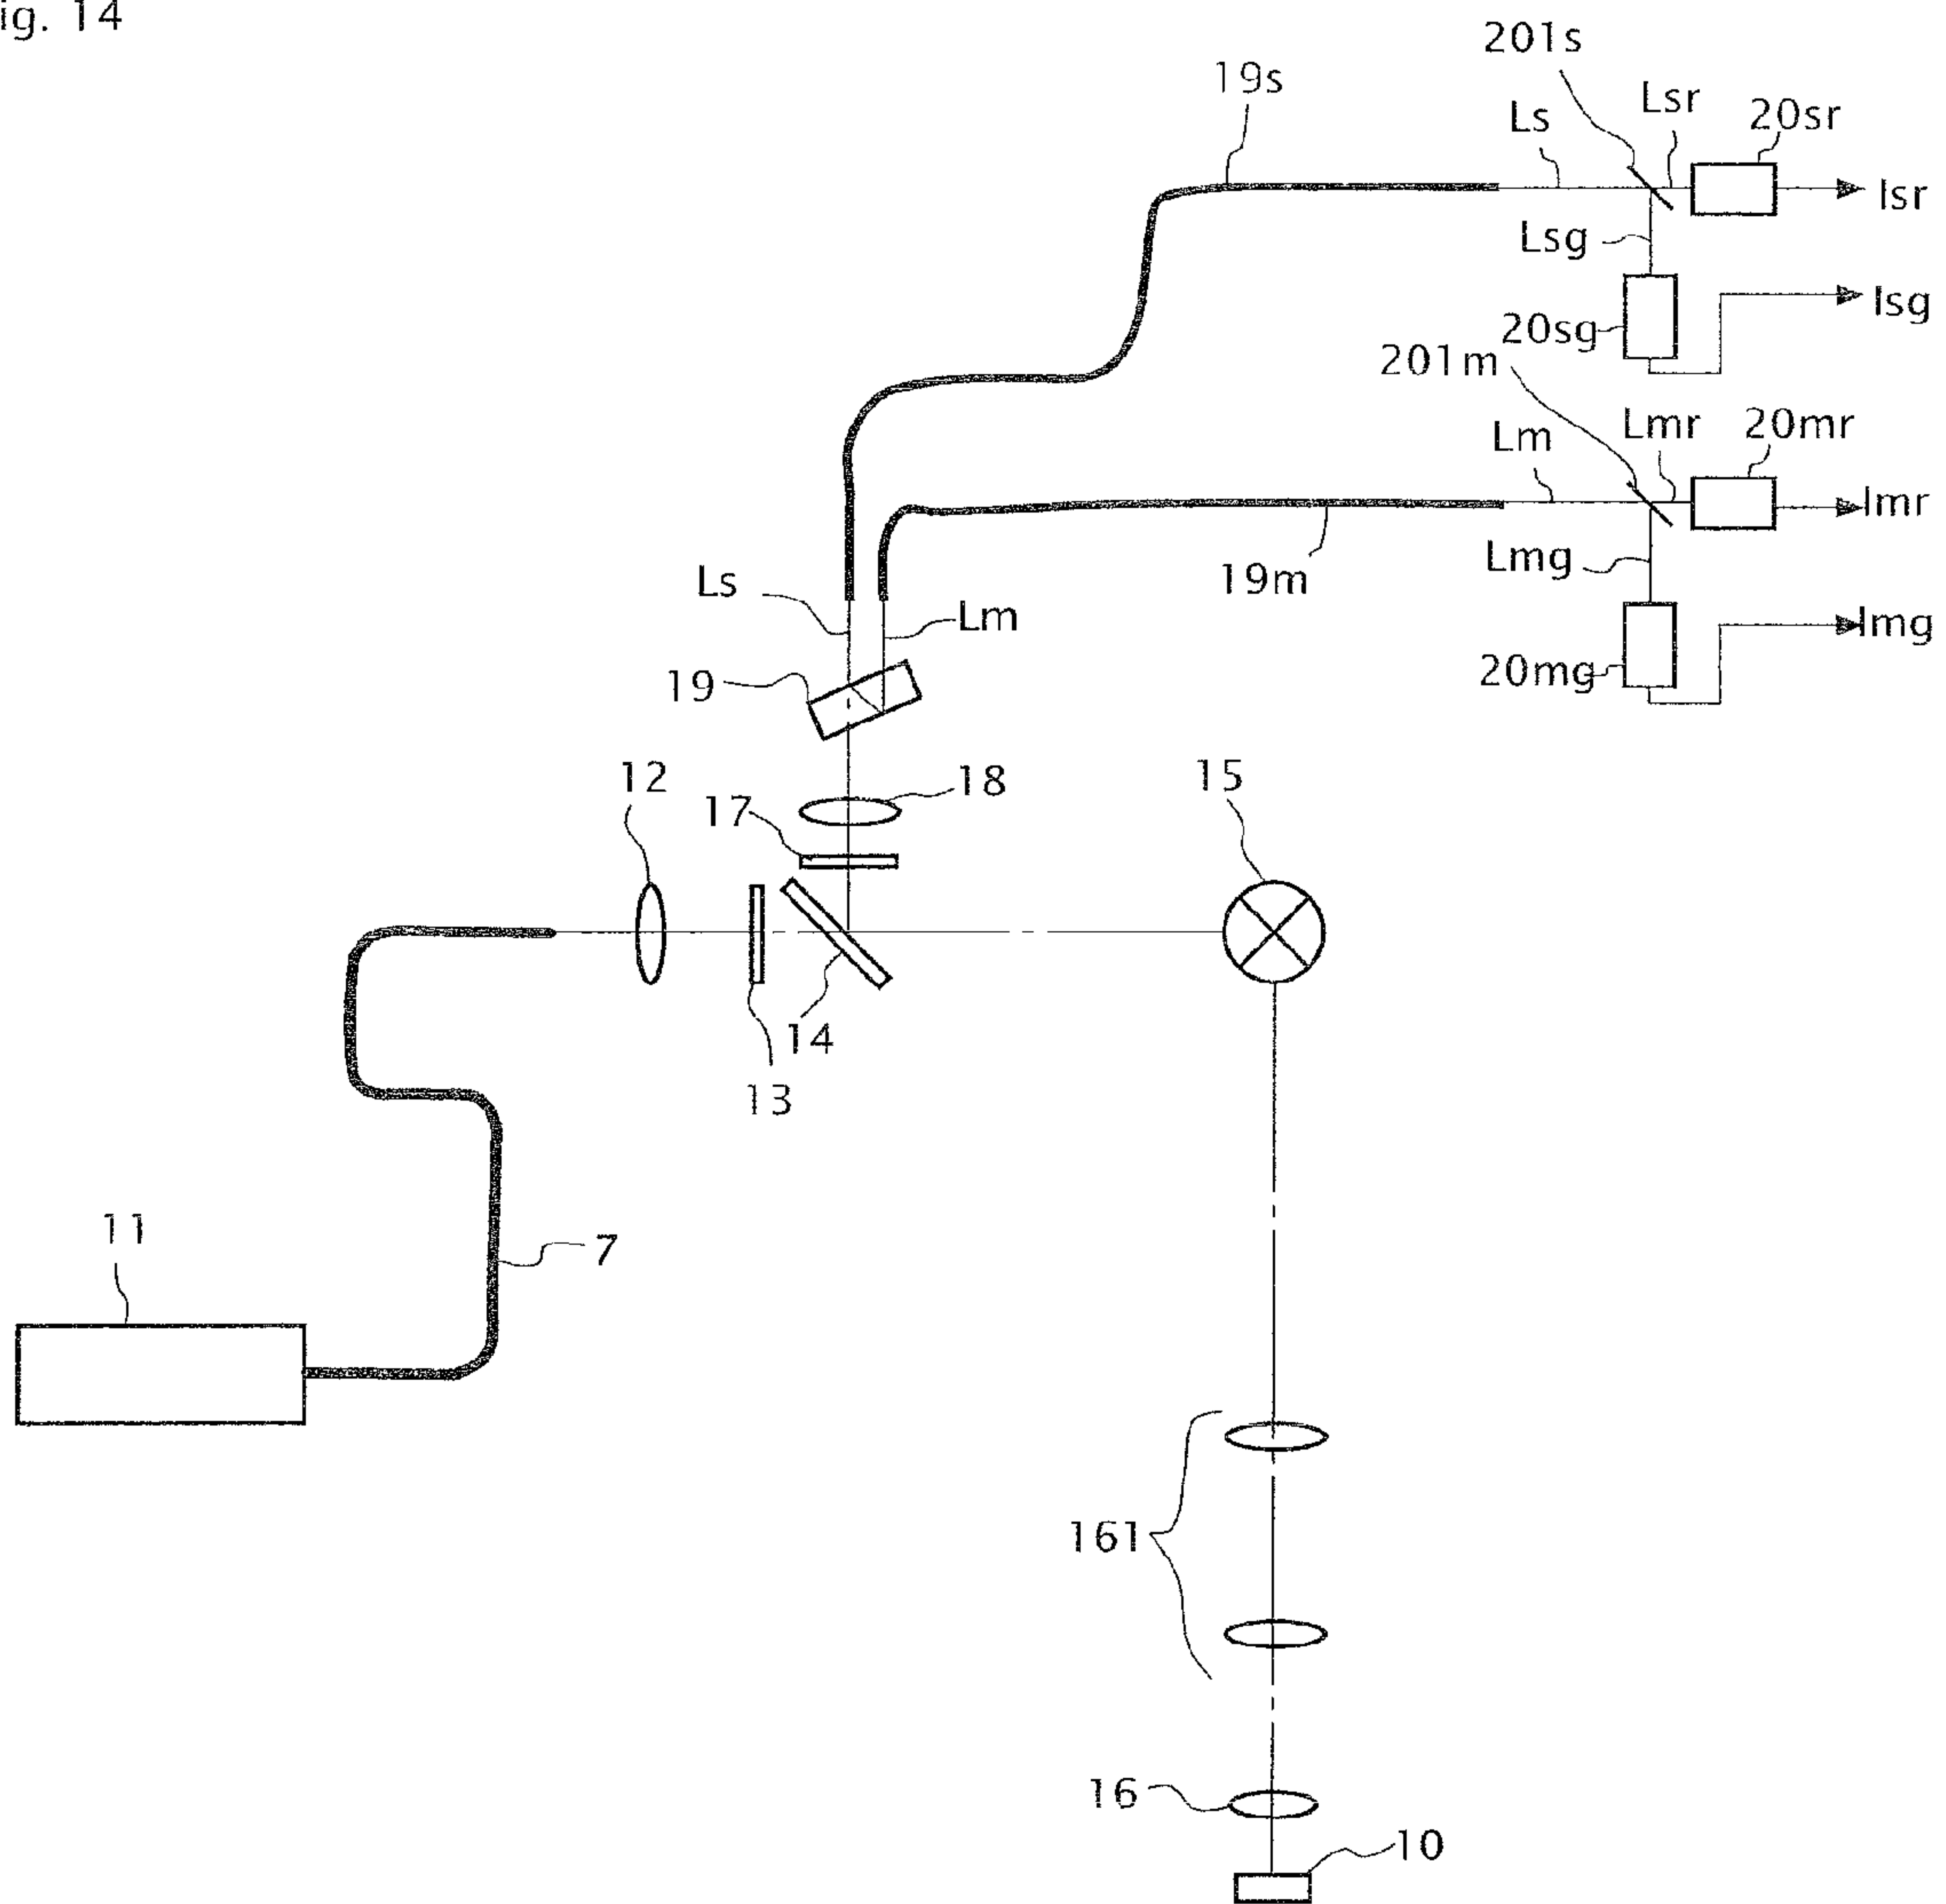 ig. 14
201s
19s
Lsr
20sr
Ls
Isr
Lsg
Isg
20sg
201m
Lmr
20mr
Lm
Imr
Lmg
19m
Ls
Lm
Img
20mg
19
12
18
15
17
14
13
11
7
161
16
10